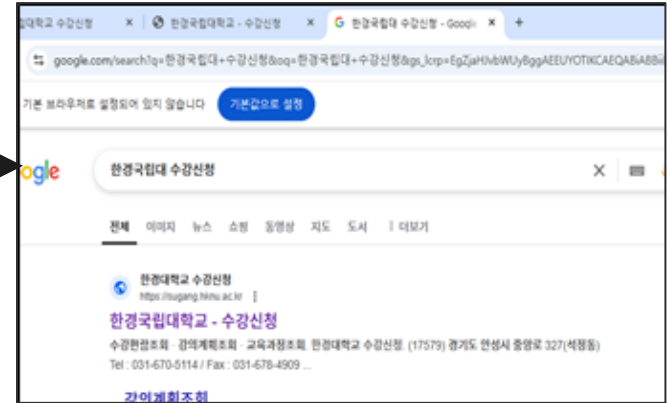 대학교 수강신청
한경국립대학교 - 수강신청
한경국립대 수강신청 - Googl
google.com/search?q=한경국립대+수강신청&oq=한경국립대+수강신청&gs_lcrp=
기본 브라우저로 설정되어 있지 않습니다
기본값으로 설정
ogle
한경국립대 수강신청
전체 이미지 뉴스 쇼핑 동영상 지도 도서 더보기
한경대학교 수강신청
https://sugang.hknu.ac.kr
한경국립대학교 - 수강신청
수강편람조회 · 강의계획조회 · 교육과정조회. 한경대학교 수강신청. (17579) 경기도 안성시 중앙로 327(석정동)
Tel : 031-670-5114 / Fax : 031-678-4909 ...
강의계획조회